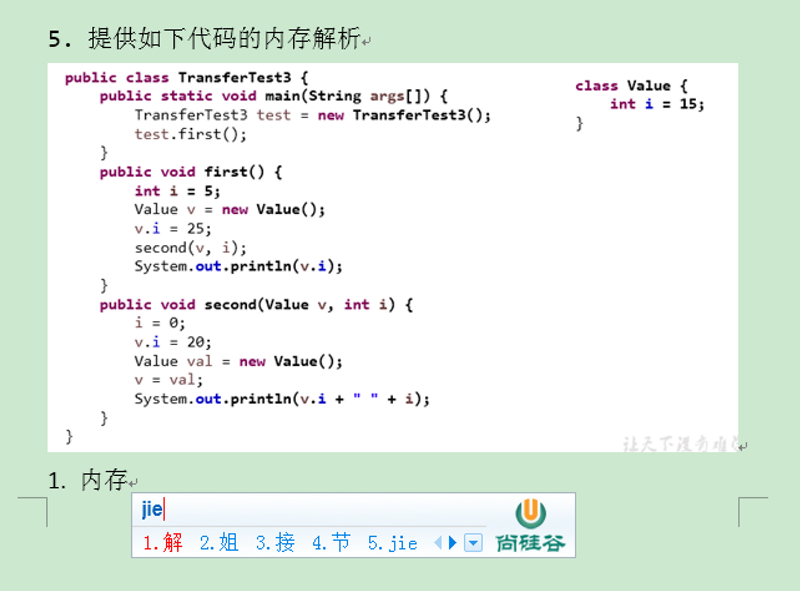 5. 提供如下代码的内存解析
public class TransferTest3 {
public static void main(String args[]) {
TransferTest3 test = new TransferTest3();
test.first();
}
public void first() {
int i = 5;
Value v = new Value();
v.i = 25;
second(v, i);
System.out.println(v.i);
}
public void second(Value v, int i) {
i = 0;
v.i = 20;
Value val = new Value();
v = val;
System.out.println(v.i + " " + i);
}
}
class Value {
int i = 15;
}
让天下没有难
1. 内存
jie
1.解 2.姐 3.接 4.节 5.jie
尚硅谷